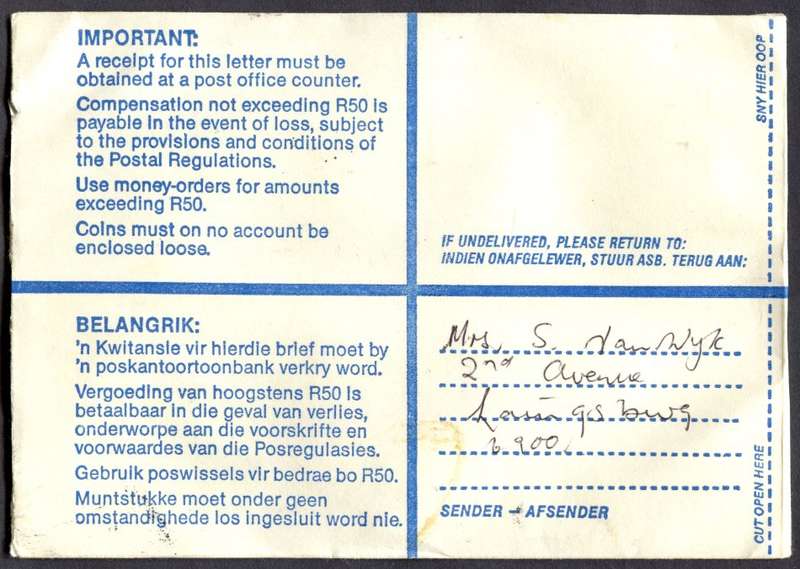 IMPORTANT:
A receipt for this letter must be
obtained at a post office counter.
Compensation not exceeding R50 is
payable in the event of loss, subject
to the provisions and conditions of
the Postal Regulations.
Use money-orders for amounts
exceeding R50.
Coins must on no account be
enclosed loose.
IF UNDELIVERED, PLEASE RETURN TO:
INDIEN ONAFGELEWER, STUUR ASB. TERUG AAN:
SNY HIER OOP
BELANGRIK:
'n Kwitansie vir hierdie brief moet by
'n poskantoortoonbank verkry word.
Vergoeding van hoogstens R50 is
betaalbaar in die geval van verlies,
onderworpe aan die voorskrifte en
voorwaardes van die Posregulasies.
Gebruik poswissels vir bedrae bo R50.
Muntstukke moet onder geen
omstandighede los ingesluit word nie.
Mrs. S. Van Wyk
2nd Avenue
Laingsburg
6900.
SENDER – AFSENDER
CUT OPEN HERE